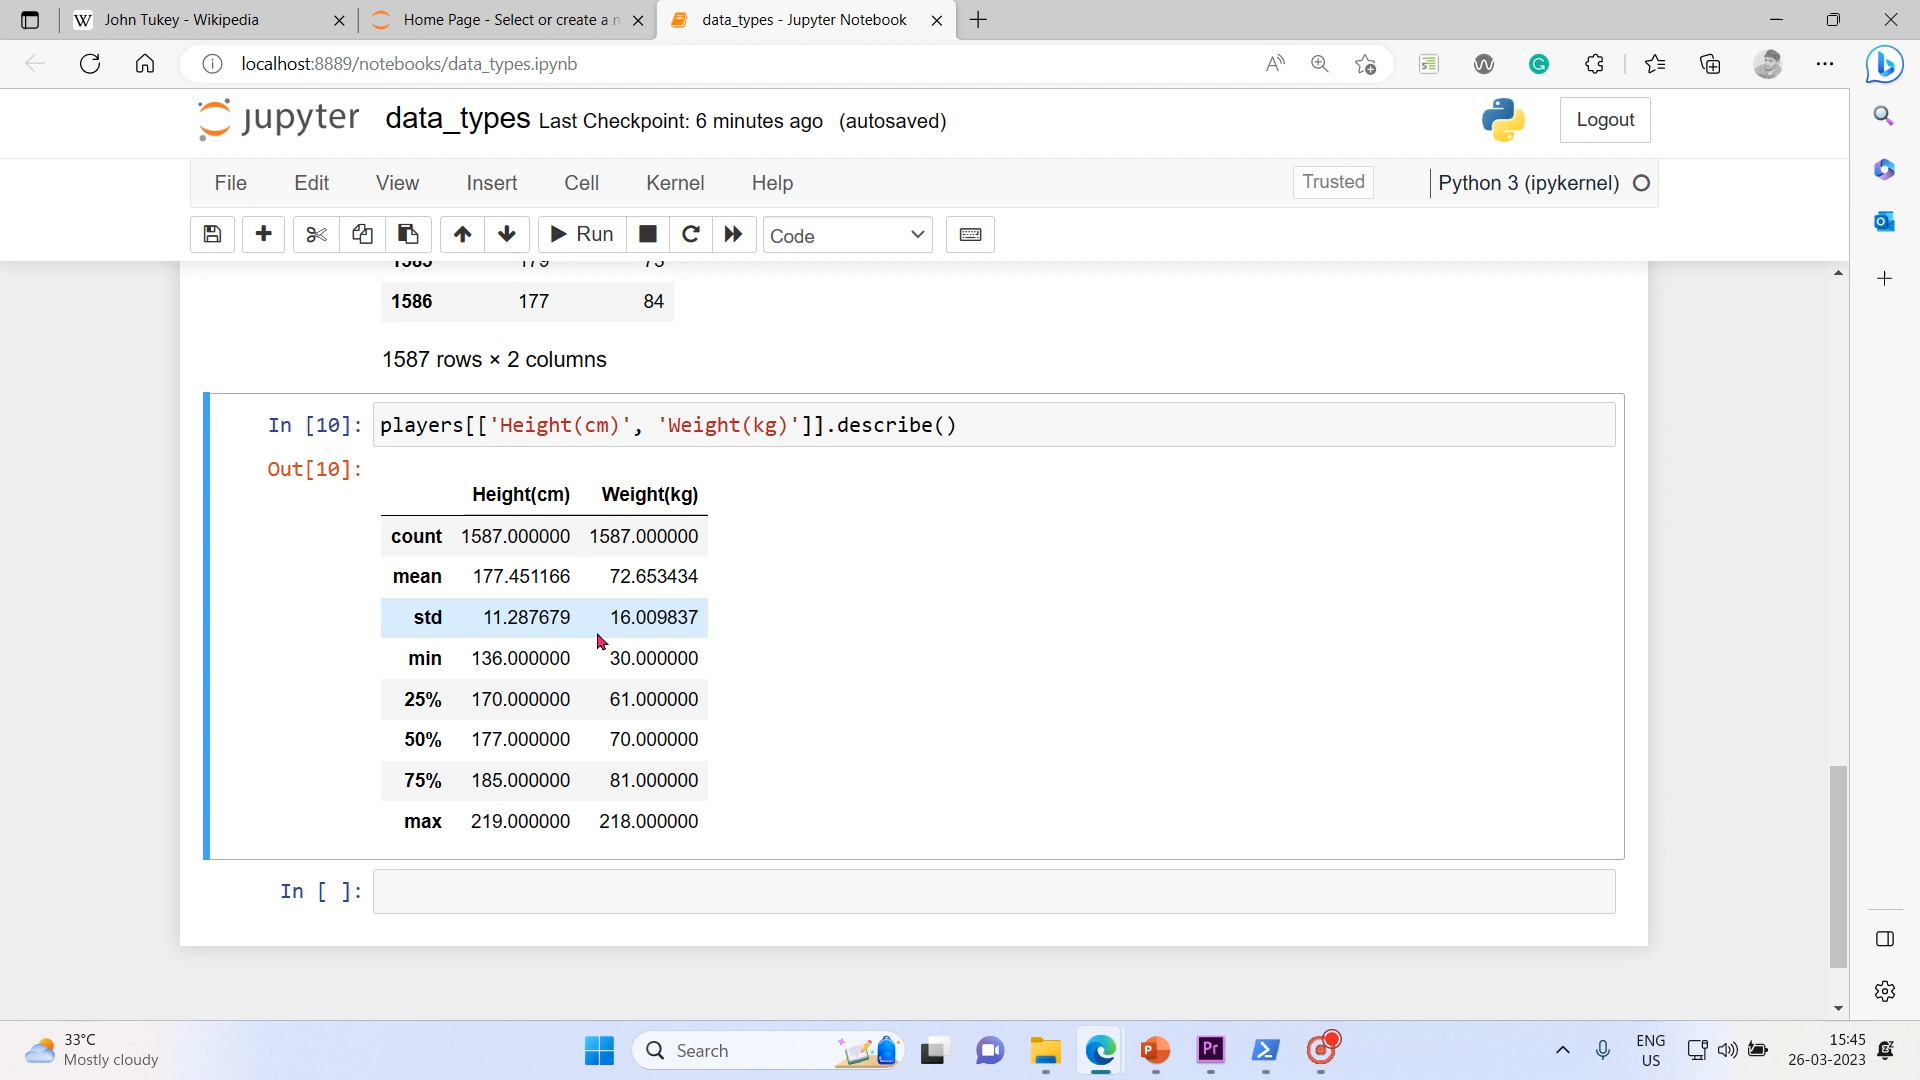 John Tukey - Wikipedia
Home Page - Select or create a n
data_types - Jupyter Notebook
localhost:8889/notebooks/data_types.ipynb
jupyter data_types Last Checkpoint: 6 minutes ago (autosaved)
Logout
File Edit View Insert Cell Kernel Help
Trusted Python 3 (ipykernel)
Run Code
1585 179 73
1586 177 84
1587 rows × 2 columns
In [10]: players[['Height(cm)', 'Weight(kg)']].describe()
Out[10]:
Height(cm) Weight(kg)
count 1587.000000 1587.000000
mean 177.451166 72.653434
std 11.287679 16.009837
min 136.000000 30.000000
25% 170.000000 61.000000
50% 177.000000 70.000000
75% 185.000000 81.000000
max 219.000000 218.000000
In [ ]:
33°C
Mostly cloudy
Search
Pr
ENG
US
15:45
26-03-2023